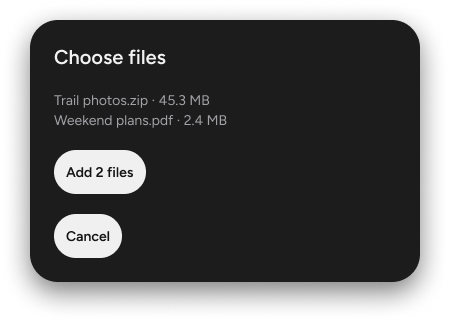 Choose files
Trail photos.zip · 45.3 MB
Weekend plans.pdf · 2.4 MB
Add 2 files
Cancel